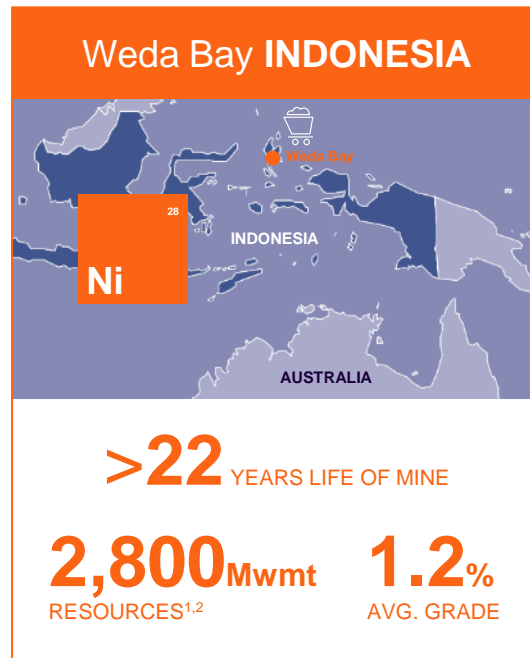 Weda Bay INDONESIA
Weda Bay
28
INDONESIA
Ni
AUSTRALIA
>22 YEARS LIFE OF MINE
2,800Mwmt 1.2%
RESOURCES1,2 AVG. GRADE